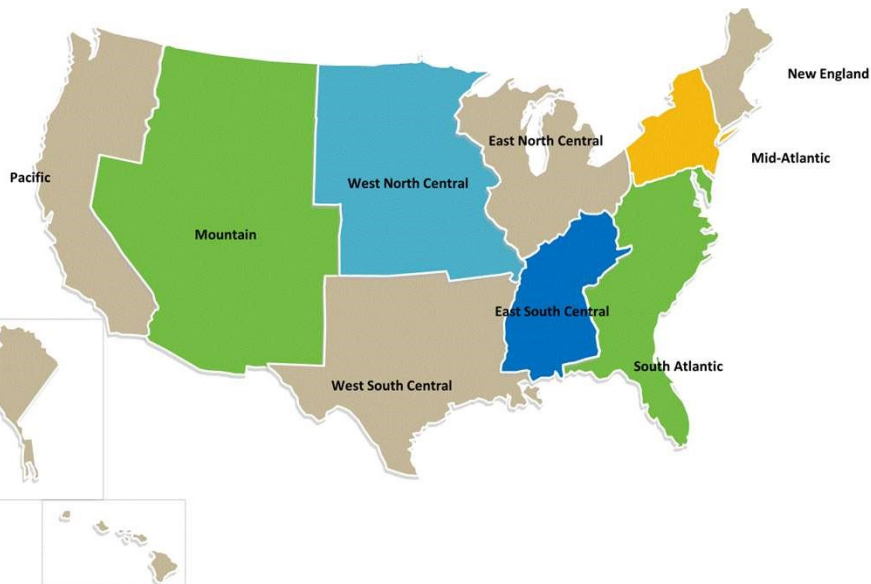 New England
East North Central
Mid-Atlantic
Pacific
West North Central
Mountain
East South Central
South Atlantic
West South Central